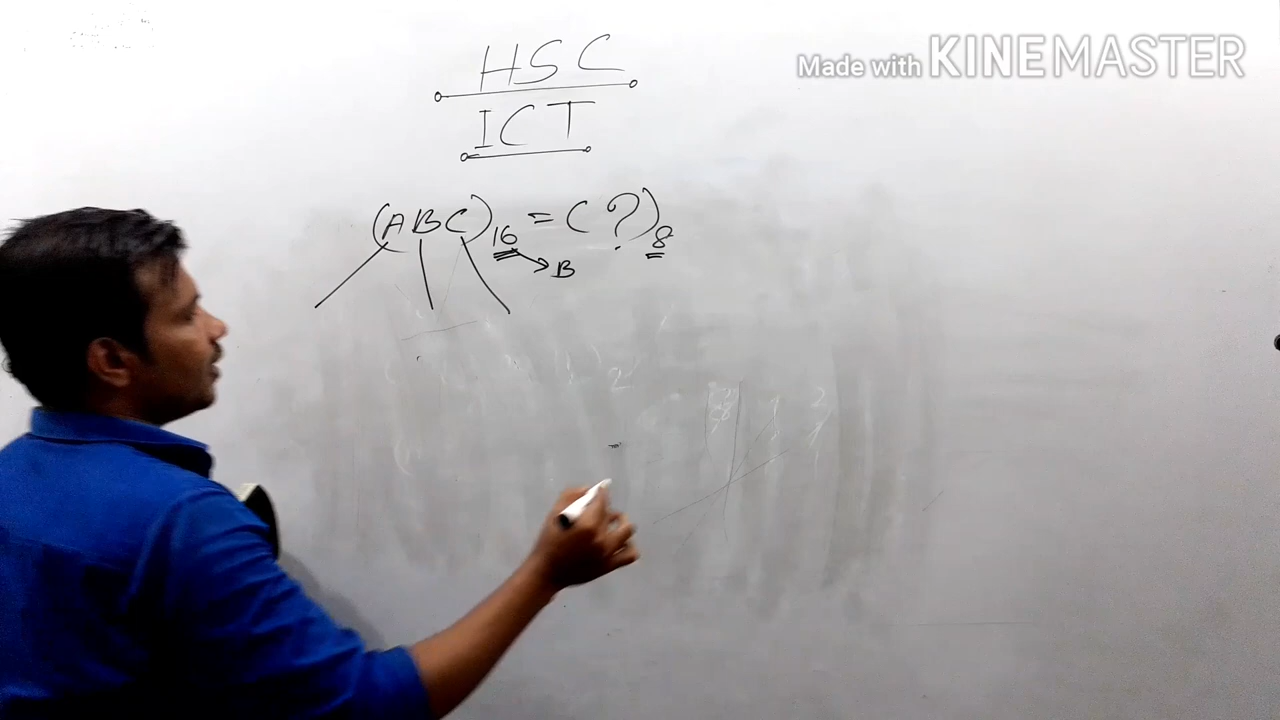 Made with KINEMASTER
HSC
ICT
(ABC)16 = ( ? )8
B